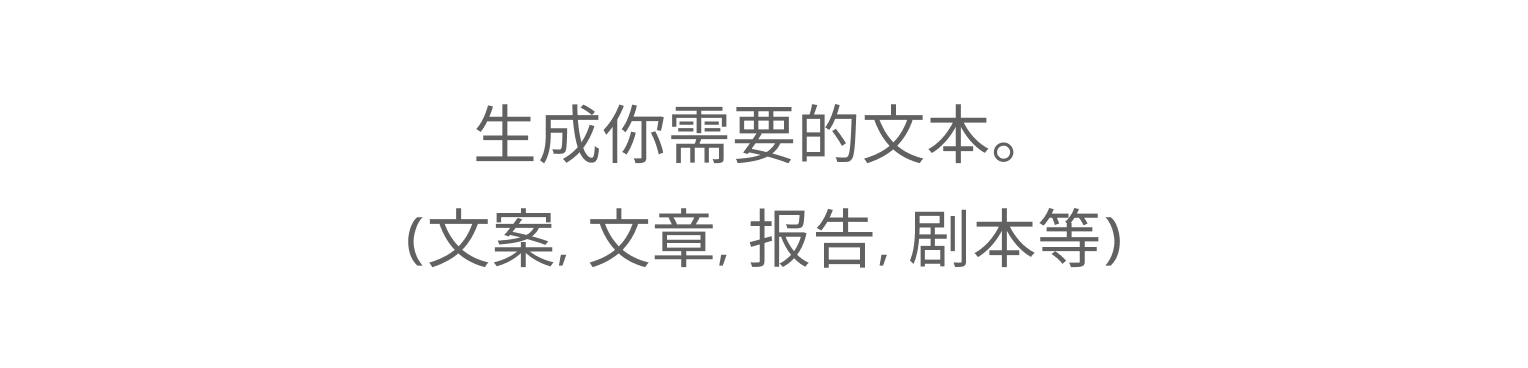 生成你需要的文本。
(文案, 文章, 报告, 剧本等)